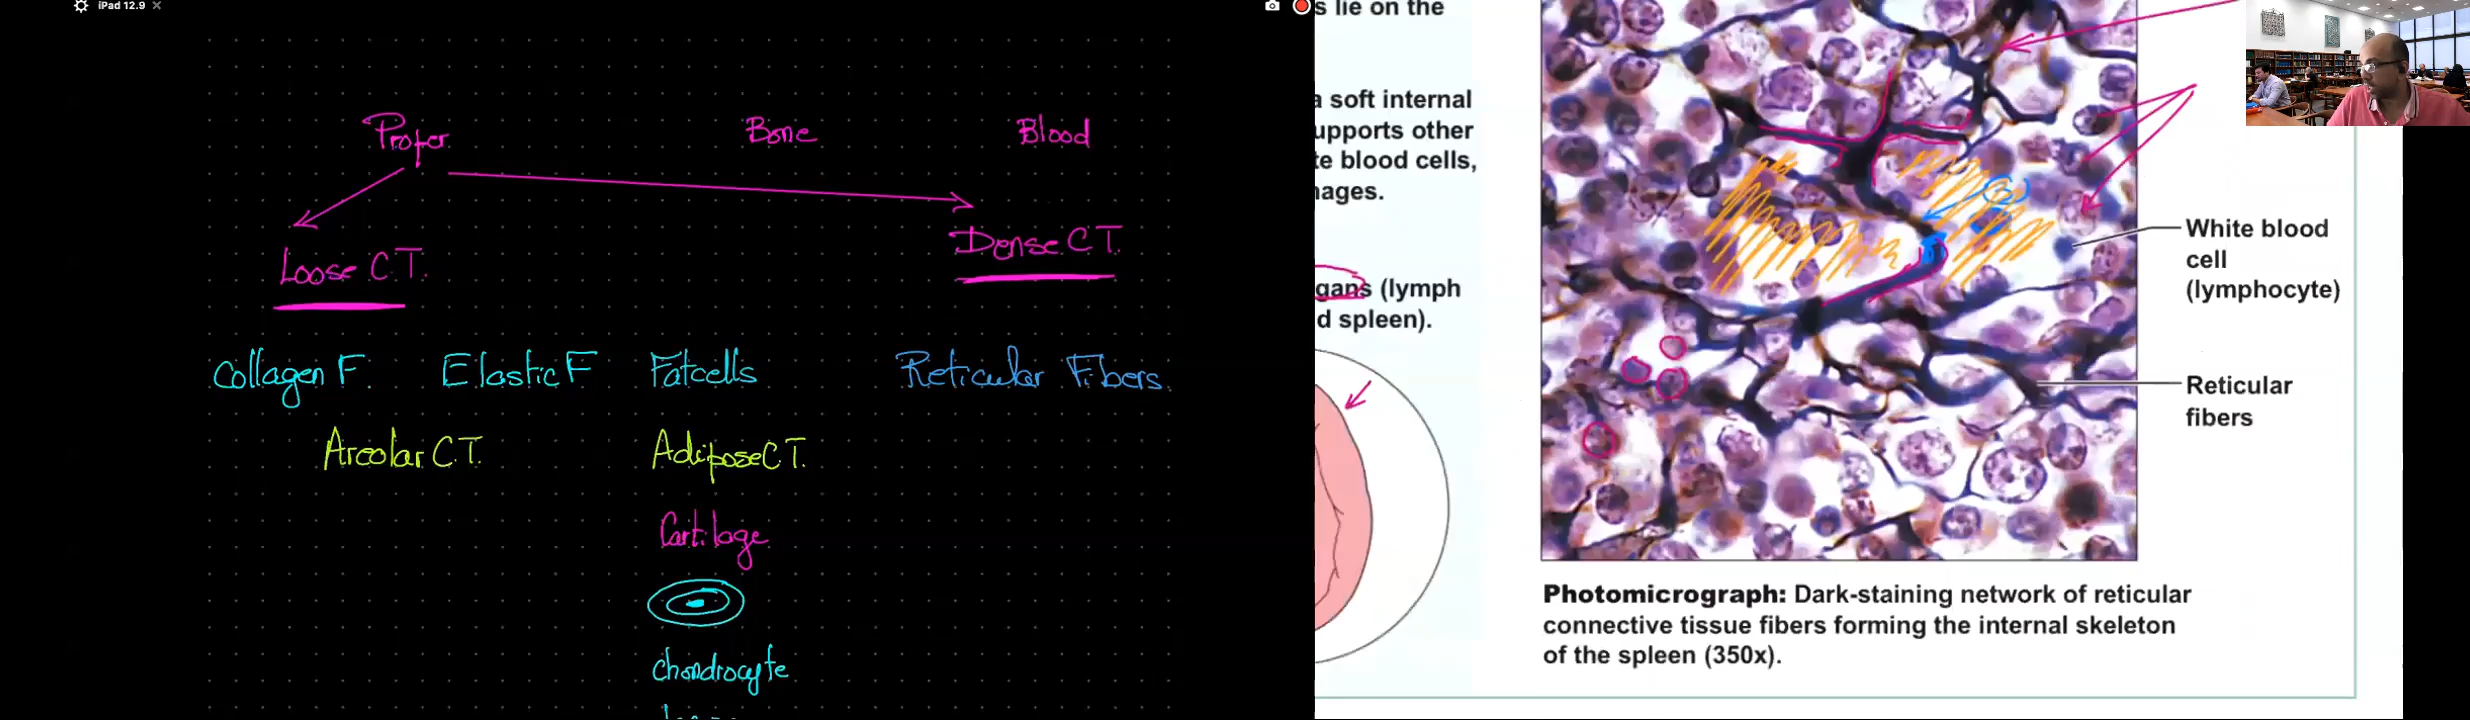 iPad 12.9
Proper Bone Blood
Loose C.T. Dense C.T.
Collagen F. Elastic F Fatcells Reticular Fibers
Areolar C.T. Adipose C.T.
Cartilage
chondrocyte
s lie on the
a soft internal
upports other
te blood cells,
ages.
gans (lymph
d spleen).
White blood
cell
(lymphocyte)
Reticular
fibers
Photomicrograph: Dark-staining network of reticular
connective tissue fibers forming the internal skeleton
of the spleen (350x).